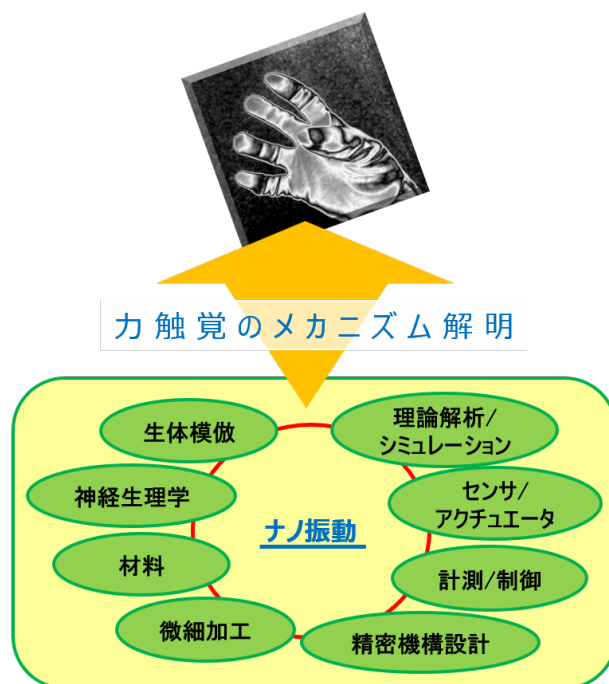 力触覚のメカニズム解明
生体模倣
理論解析/
シミュレーション
神経生理学
センサ/
アクチュエータ
ナノ振動
材料
計測/制御
微細加工
精密機構設計